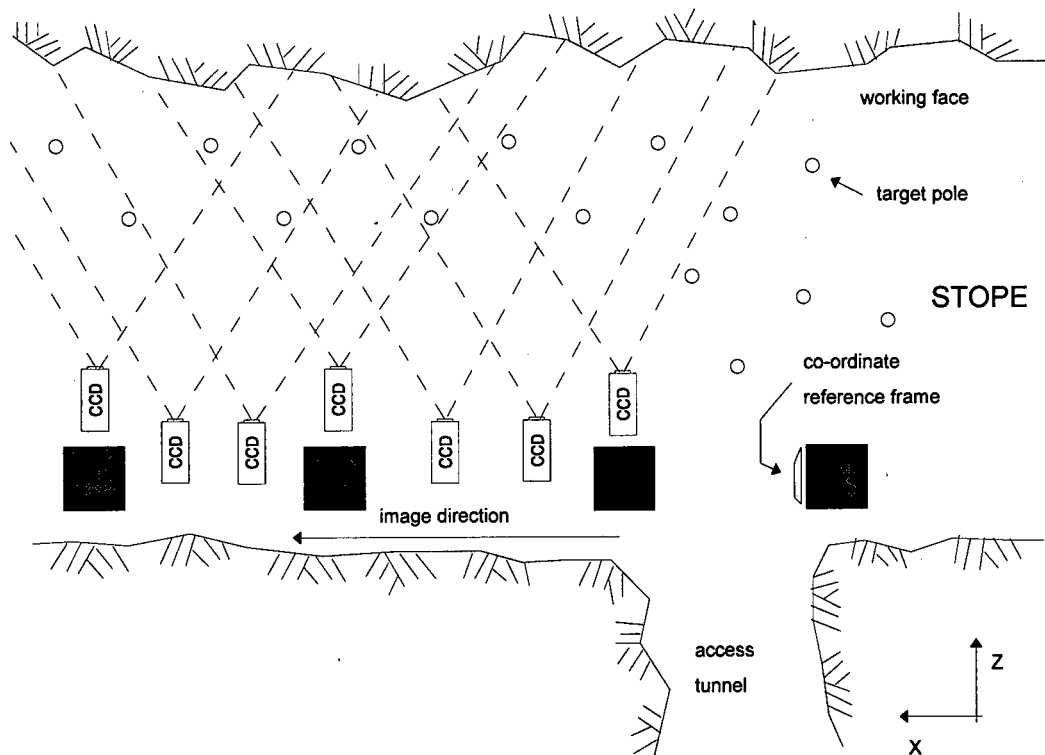 working face
target pole
STOPE
co-ordinate
reference frame
CCD
CCD
CCD
CCD
CCD
CCD
CCD
image direction
access
tunnel
Z
X